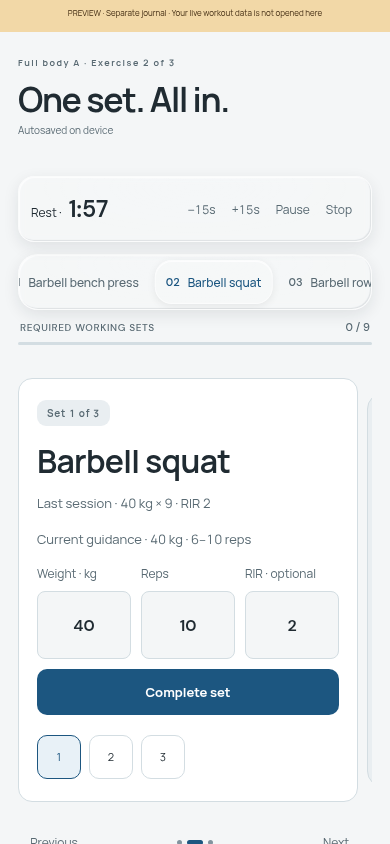 PREVIEW · Separate journal · Your live workout data is not opened here
Full body A · Exercise 2 of 3
One set. All in.
Autosaved on device
Rest · 1:57 −15s +15s Pause Stop
Barbell bench press 02 Barbell squat 03 Barbell row
REQUIRED WORKING SETS 0 / 9
Set 1 of 3
Barbell squat
Last session · 40 kg × 9 · RIR 2
Current guidance · 40 kg · 6–10 reps
Weight · kg Reps RIR · optional
40 10 2
Complete set
1 2 3
Previous Next